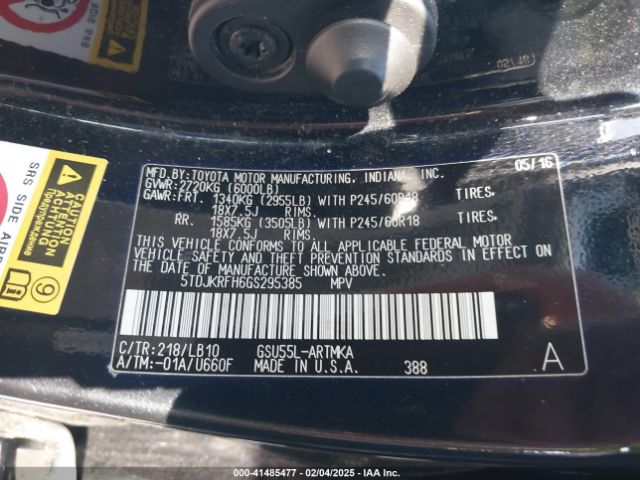 SRS SIDE AIRB
CAUTION
Предупреждение
9
MFD.BY:TOYOTA MOTOR MANUFACTURING, INDIANA, INC. 05/16
GVWR:2720KG (6000LB)
GAWR:FRT. 1340KG (2955LB) WITH P245/60R18 TIRES,
18X7.5J RIMS.
RR. 1585KG (3505LB) WITH P245/60R18 TIRES,
18X7.5J RIMS.
THIS VEHICLE CONFORMS TO ALL APPLICABLE FEDERAL MOTOR
VEHICLE SAFETY AND THEFT PREVENTION STANDARDS IN EFFECT ON
THE DATE OF MANUFACTURE SHOWN ABOVE.
5TDJKRFH6GS295385 MPV
C/TR:218/LB10 GSU55L-ARTMKA
A/TM:-01A/U660F MADE IN U.S.A. 388 A
000-41485477 - 02/04/2025 - IAA Inc.